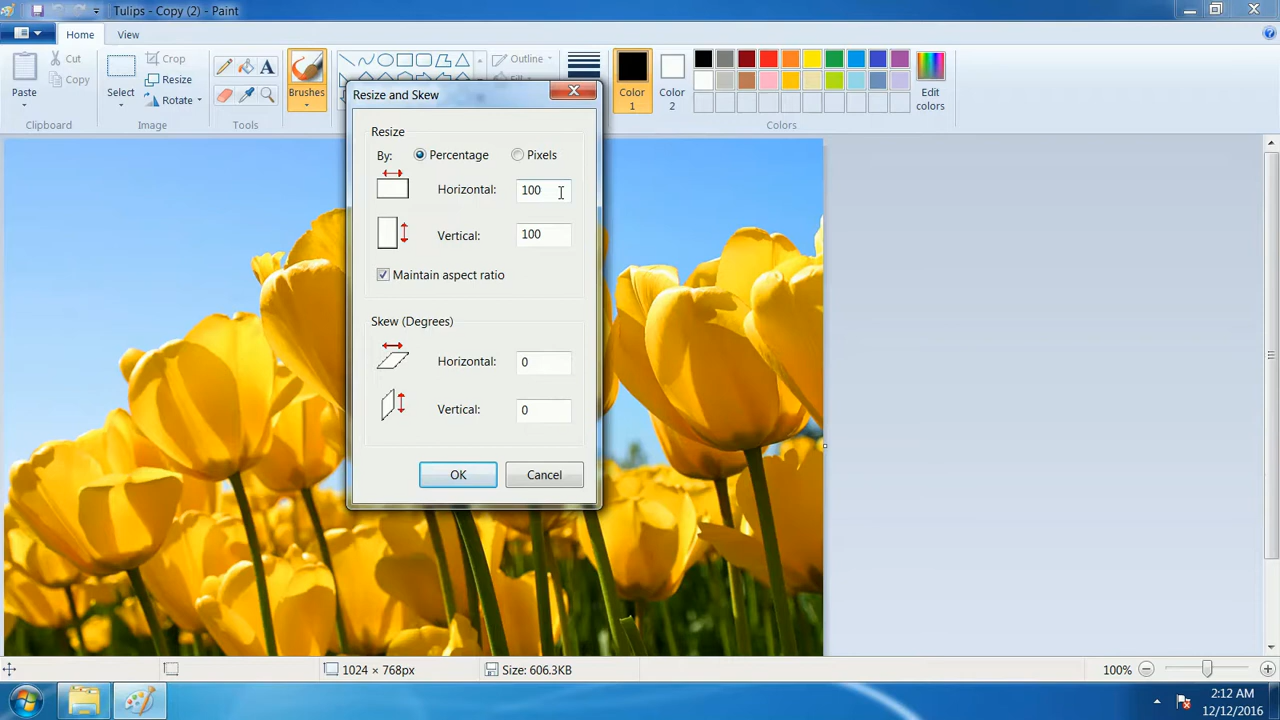 Tulips - Copy (2) - Paint
Home View
Paste
Cut
Copy
Clipboard
Select
Crop
Resize
Rotate
Image
A
Tools
Brushes
Outline
Color 1
Color 2
Edit colors
Colors
Resize and Skew
Resize
By: Percentage Pixels
Horizontal: 100
Vertical: 100
Maintain aspect ratio
Skew (Degrees)
Horizontal: 0
Vertical: 0
OK Cancel
1024 × 768px Size: 606.3KB 100%
2:12 AM
12/12/2016